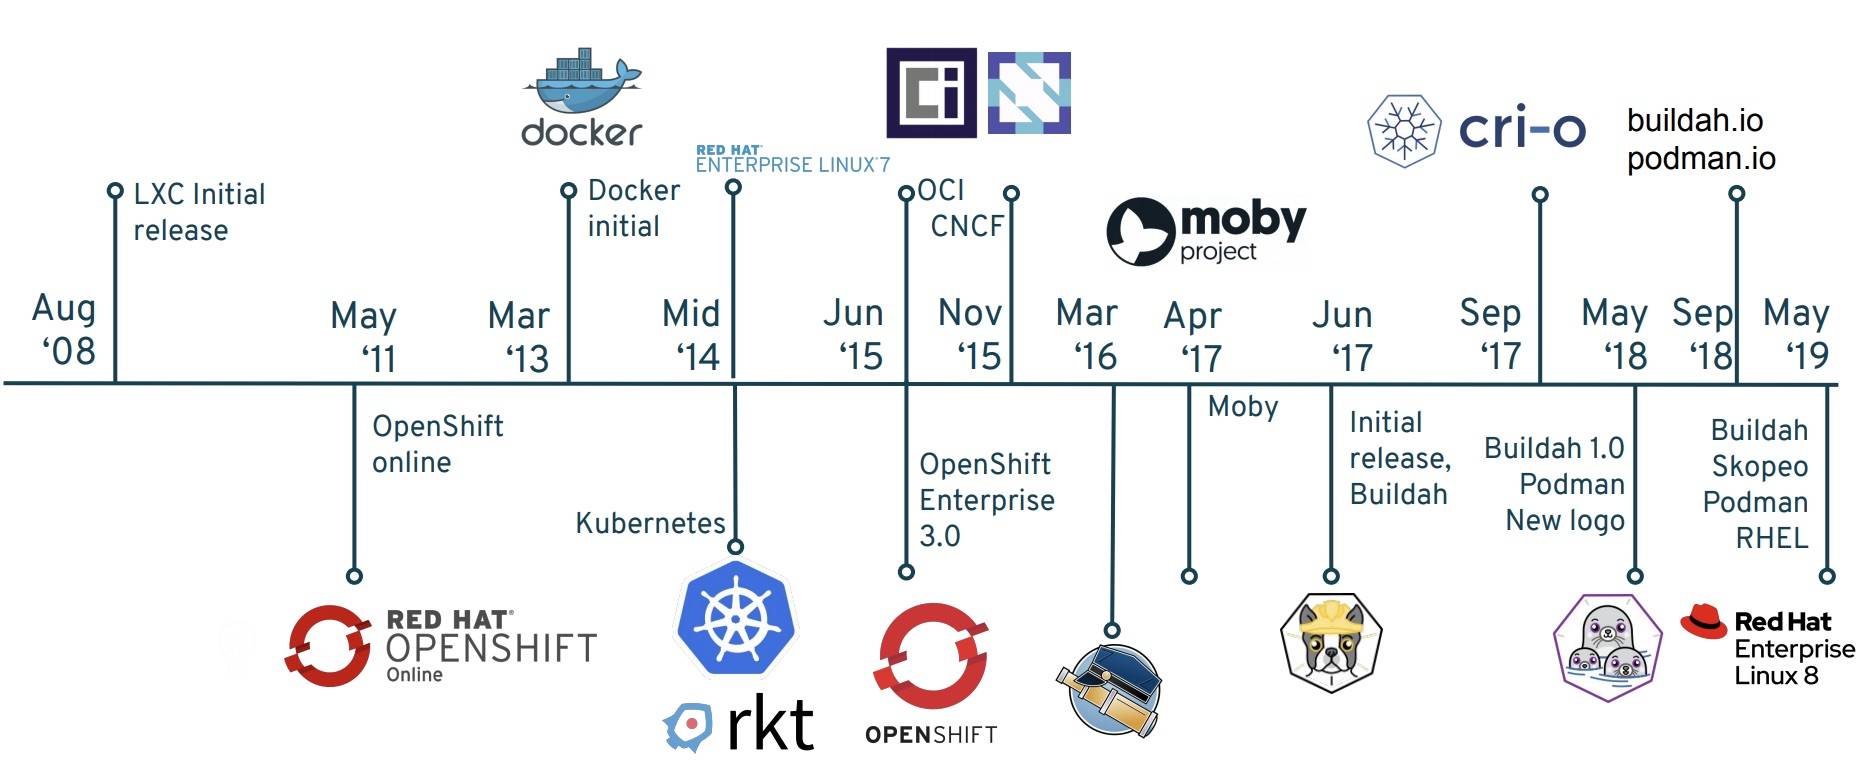 docker
RED HAT®
ENTERPRISE LINUX® 7
Ci
cri-o
buildah.io
podman.io
LXC Initial
release
Docker
initial
OCI
CNCF
moby
project
Aug
‘08
May
‘11
Mar
‘13
Mid
‘14
Jun
‘15
Nov
‘15
Mar
‘16
Apr
‘17
Jun
‘17
Sep
‘17
May
‘18
Sep
‘18
May
‘19
OpenShift
online
Kubernetes
OpenShift
Enterprise
3.0
Moby
Initial
release,
Buildah
Buildah 1.0
Podman
New logo
Buildah
Skopeo
Podman
RHEL
RED HAT®
OPENSHIFT
Online
rkt
OPENSHIFT
Red Hat
Enterprise
Linux 8